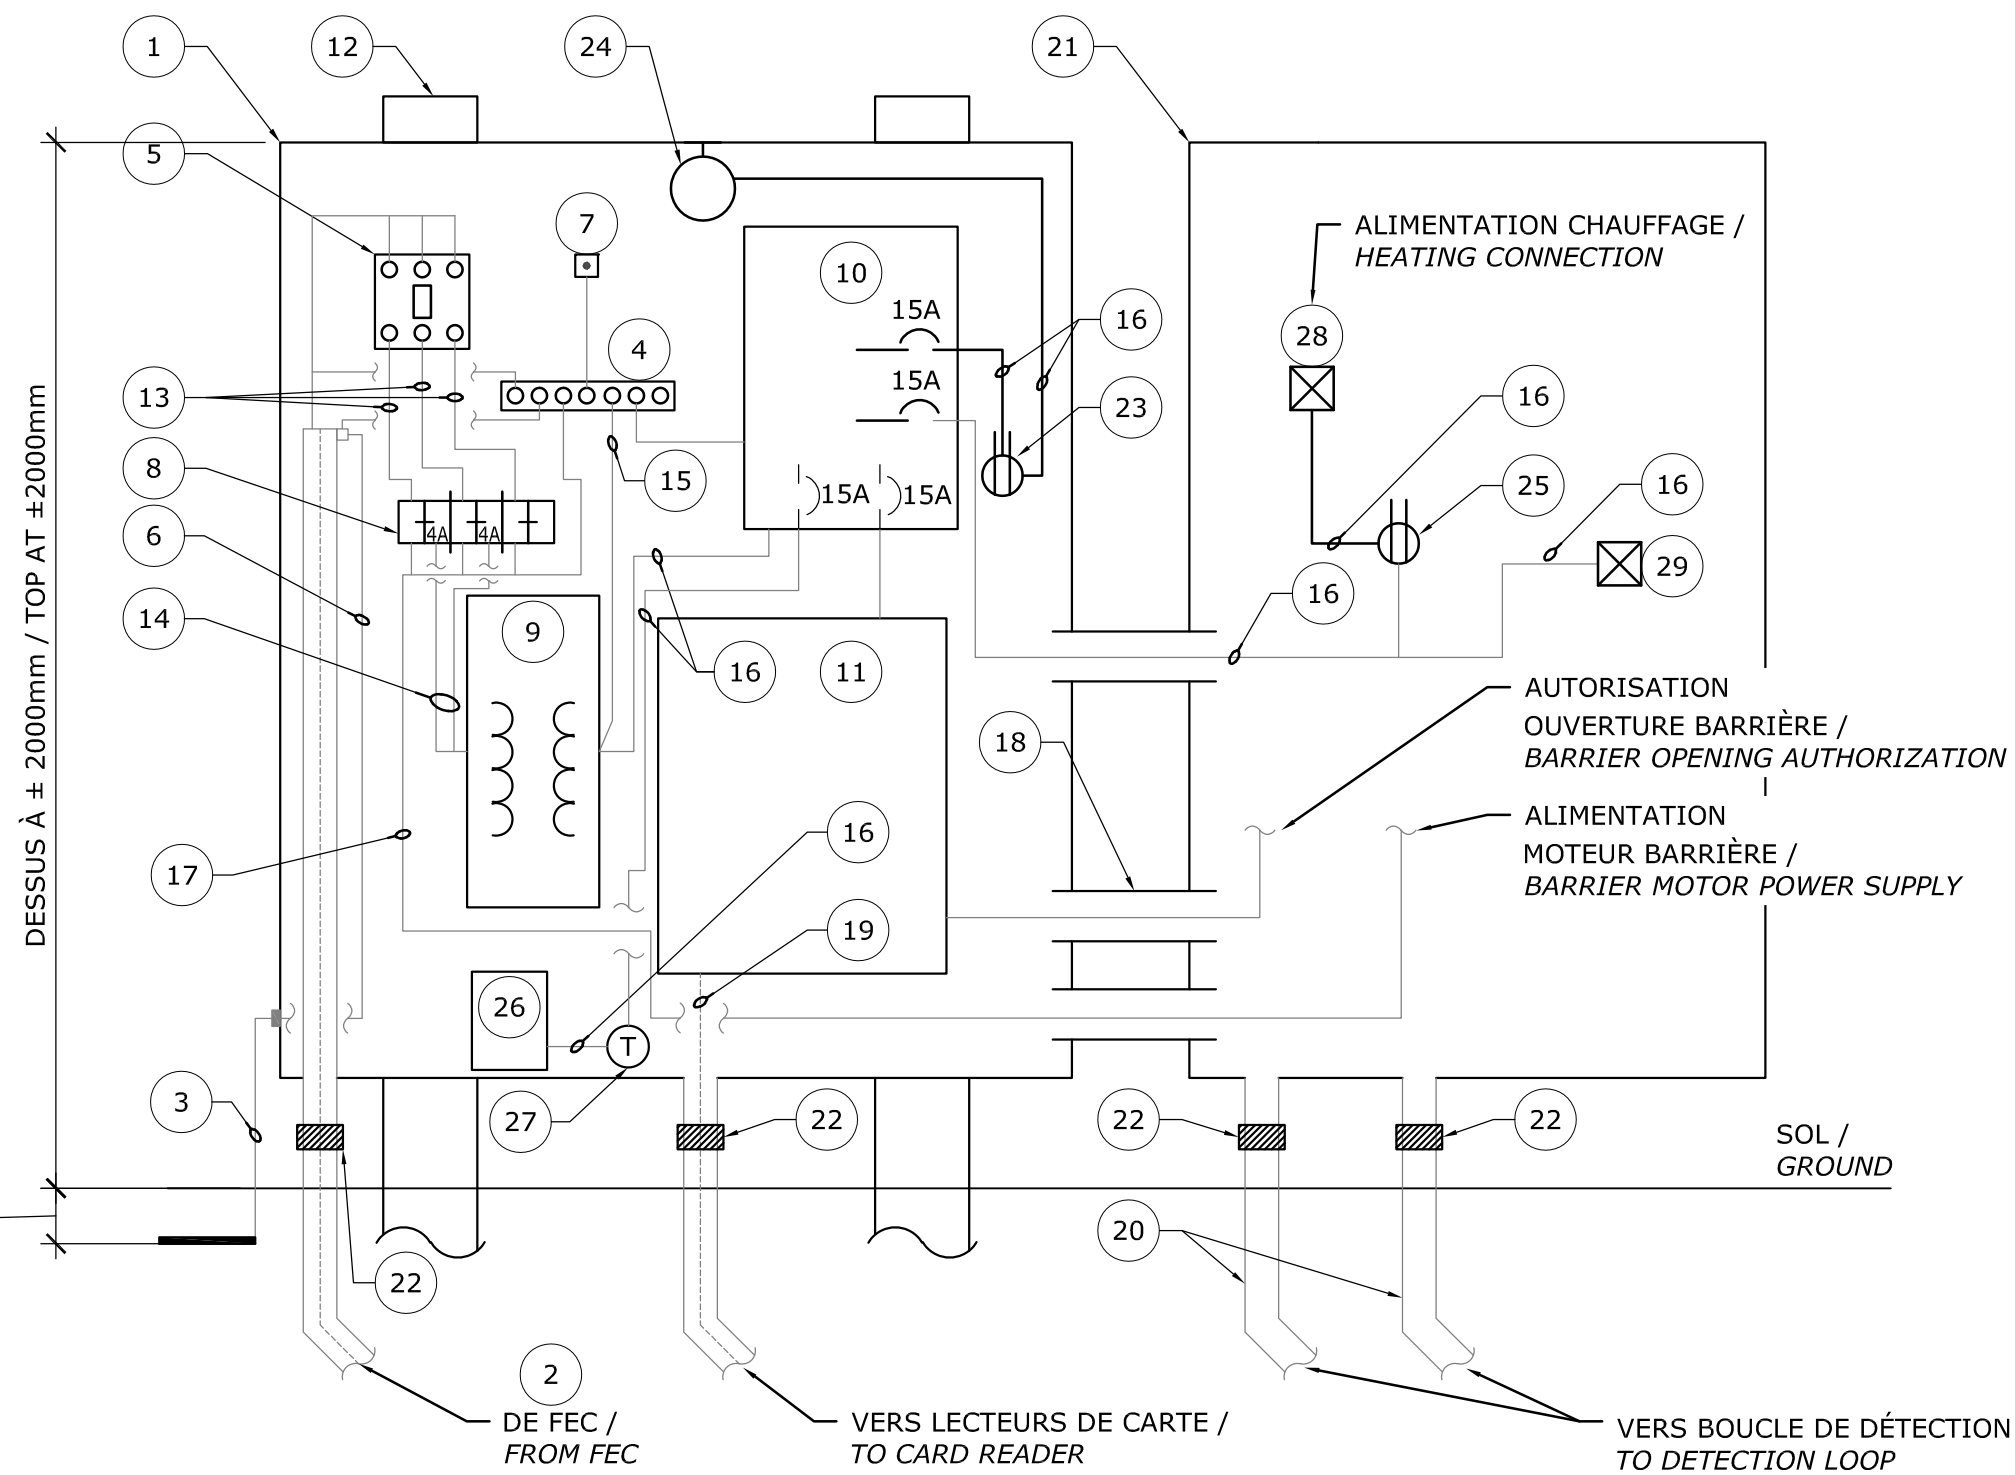 1
12
24
21
5
7
10
ALIMENTATION CHAUFFAGE /
HEATING CONNECTION
15A
16
28
4
15A
13
23
16
8
15
15A
15A
25
16
6
4A
4A
29
14
9
16
11
16
18
AUTORISATION
OUVERTURE BARRIÈRE /
BARRIER OPENING AUTHORIZATION
ALIMENTATION
MOTEUR BARRIÈRE /
BARRIER MOTOR POWER SUPPLY
DESSUS À ± 2000mm / TOP AT ±2000mm
17
16
19
26
T
3
27
22
22
22
SOL /
GROUND
20
22
2
DE FEC /
FROM FEC
VERS LECTEURS DE CARTE /
TO CARD READER
VERS BOUCLE DE DÉTECTION
TO DETECTION LOOP